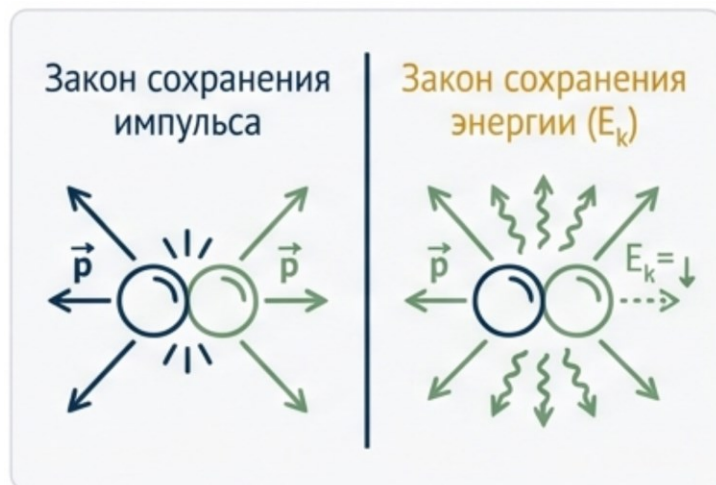 Закон сохранения
импульса
p⃗
p⃗
Закон сохранения
энергии (Eₖ)
p⃗
Eₖ=↓